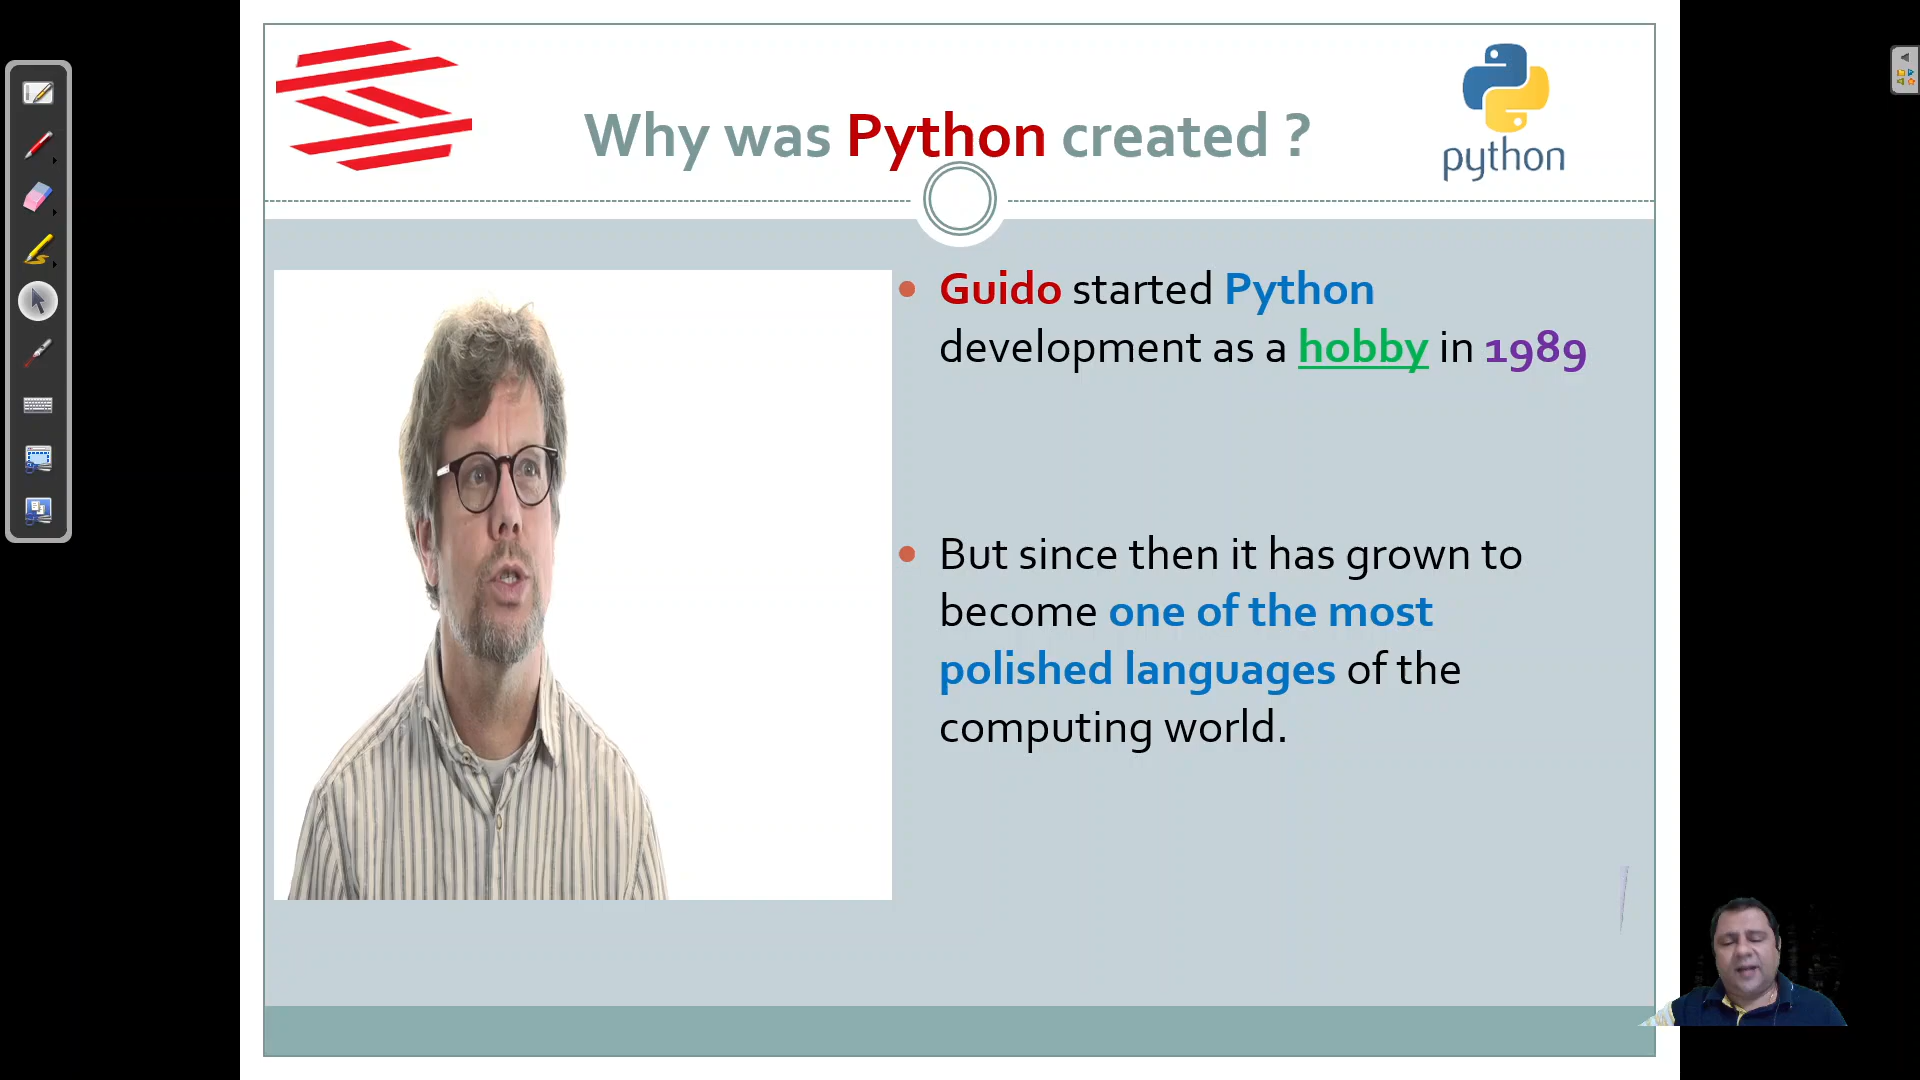 Why was Python created ?
python
Guido started Python
development as a hobby in 1989
But since then it has grown to
become one of the most
polished languages of the
computing world.